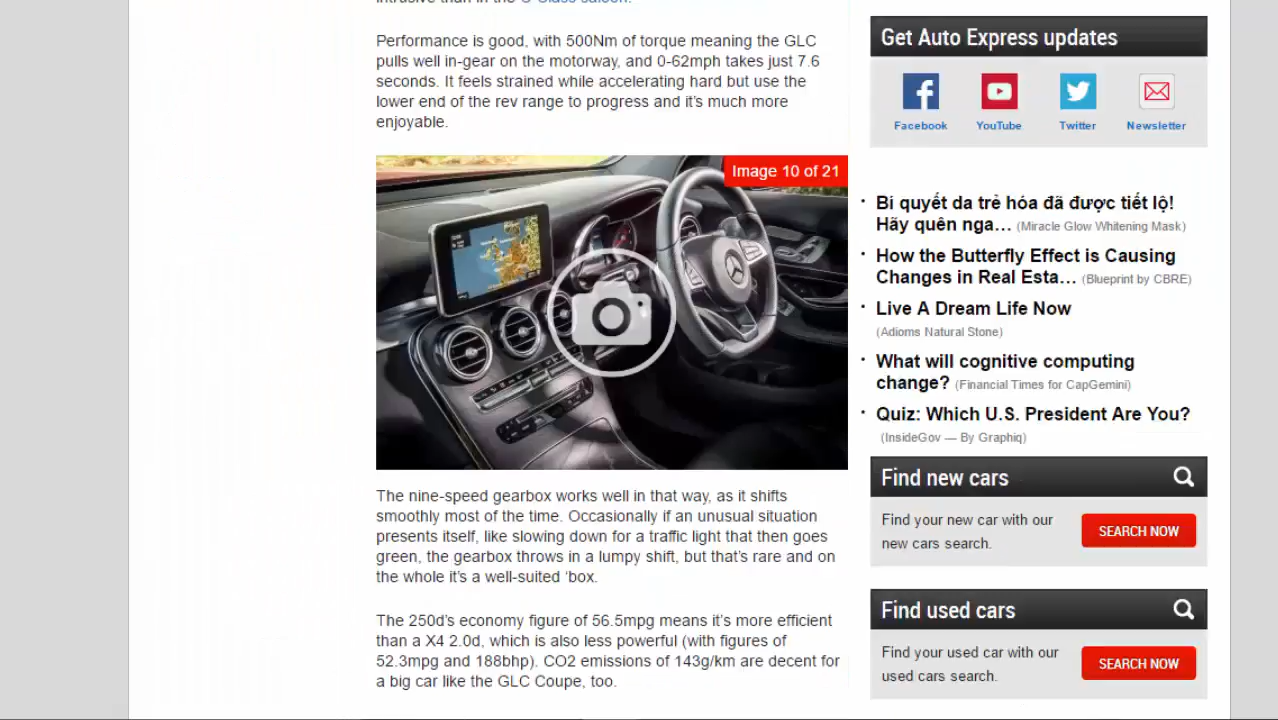 Performance is good, with 500Nm of torque meaning the GLC
pulls well in-gear on the motorway, and 0-62mph takes just 7.6
seconds. It feels strained while accelerating hard but use the
lower end of the rev range to progress and it's much more
enjoyable.
Image 10 of 21
The nine-speed gearbox works well in that way, as it shifts
smoothly most of the time. Occasionally if an unusual situation
presents itself, like slowing down for a traffic light that then goes
green, the gearbox throws in a lumpy shift, but that's rare and on
the whole it's a well-suited ‘box.
The 250d’s economy figure of 56.5mpg means it’s more efficient
than a X4 2.0d, which is also less powerful (with figures of
52.3mpg and 188bhp). CO2 emissions of 143g/km are decent for
a big car like the GLC Coupe, too.
Get Auto Express updates
Facebook YouTube Twitter Newsletter
Bí quyết da trẻ hóa đã được tiết lộ!
Hãy quên nga… (Miracle Glow Whitening Mask)
How the Butterfly Effect is Causing
Changes in Real Esta… (Blueprint by CBRE)
Live A Dream Life Now
(Adioms Natural Stone)
What will cognitive computing
change? (Financial Times for CapGemini)
Quiz: Which U.S. President Are You?
(InsideGov — By Graphiq)
Find new cars
Find your new car with our
new cars search.
SEARCH NOW
Find used cars
Find your used car with our
used cars search.
SEARCH NOW